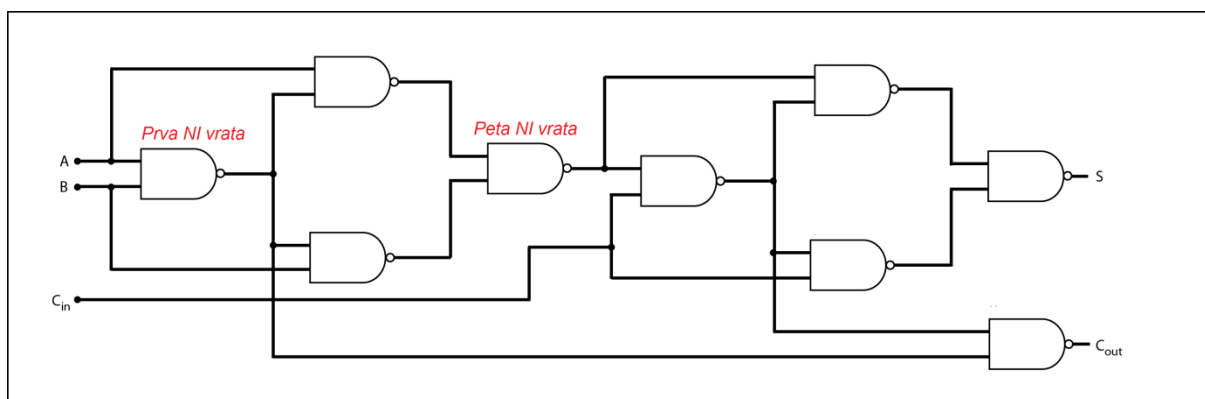 Prva NI vrata
Peta NI vrata
A
B
S
Cin
Cout